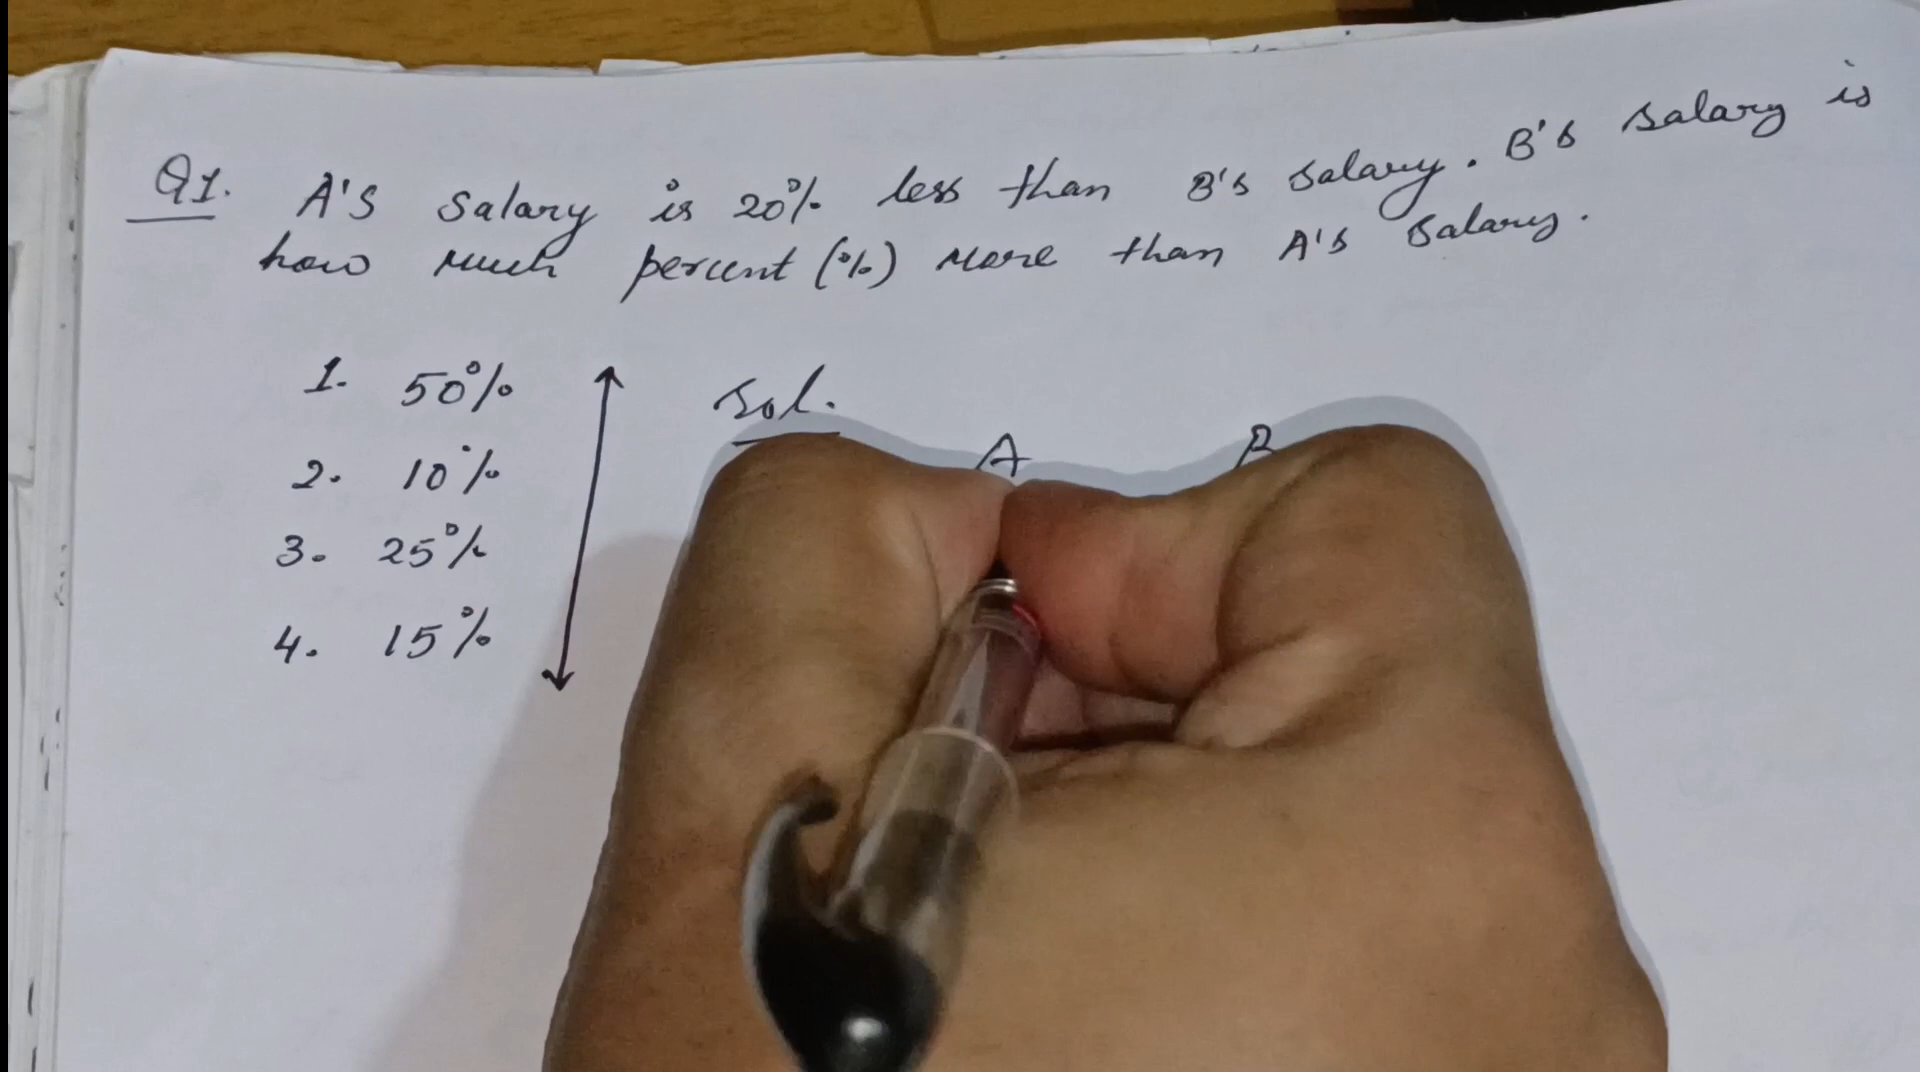 Q1. A's salary is 20% less than B's salary. B's salary is
how much percent (%) more than A's salary.
1. 50%
2. 10%
3. 25%
4. 15%
Sol.
A B